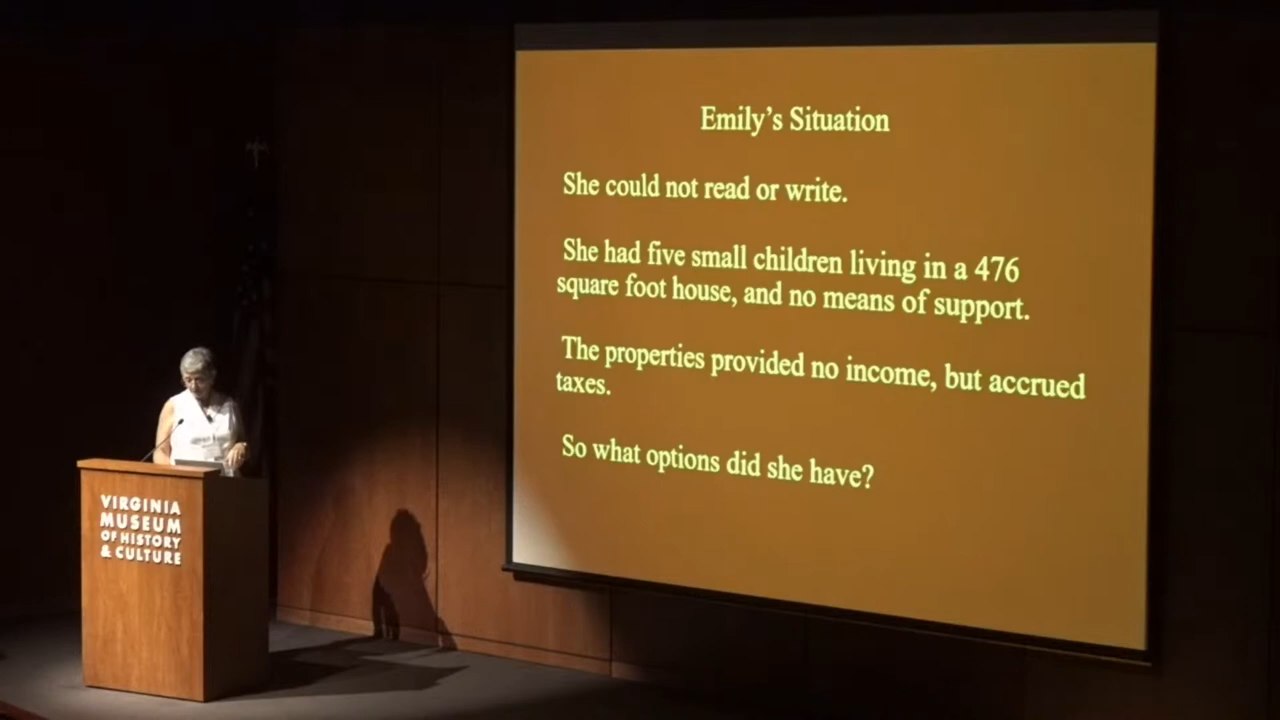 Emily’s Situation
She could not read or write.
She had five small children living in a 476
square foot house, and no means of support.
The properties provided no income, but accrued
taxes.
So what options did she have?
VIRGINIA
MUSEUM
OF HISTORY
& CULTURE